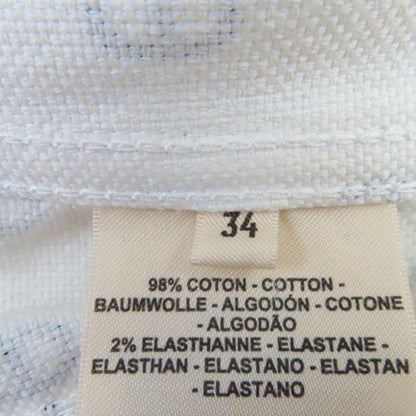 34
98% COTON - COTTON -
BAUMWOLLE - ALGODÓN - COTONE
- ALGODÃO
2% ELASTHANNE - ELASTANE -
ELASTHAN - ELASTANO - ELASTAN
- ELASTANO